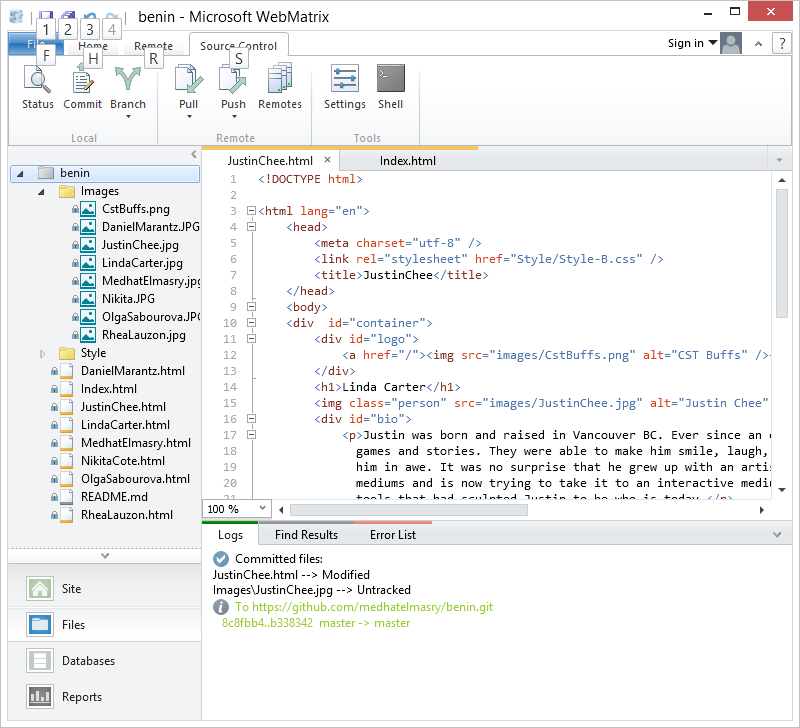 benin - Microsoft WebMatrix
1 2 3 4
File Home Remote Source Control Sign in ?
F H R S
Status Commit Branch Pull Push Remotes Settings Shell
Local Remote Tools
benin
Images
CstBuffs.png
DanielMarantz.JPG
JustinChee.jpg
LindaCarter.jpg
MedhatElmasry.jpg
Nikita.JPG
OlgaSabourova.JPG
RheaLauzon.jpg
Style
DanielMarantz.html
Index.html
JustinChee.html
LindaCarter.html
MedhatElmasry.html
NikitaCote.html
OlgaSabourova.html
README.md
RheaLauzon.html
Site
Files
Databases
Reports
JustinChee.html × Index.html
1 <!DOCTYPE html>
2
3 <html lang="en">
4 <head>
5 <meta charset="utf-8" />
6 <link rel="stylesheet" href="Style/Style-B.css" />
7 <title>JustinChee</title>
8 </head>
9 <body>
10 <div  id="container">
11 <div id="logo">
12 <a href="/"><img src="images/CstBuffs.png" alt="CST Buffs" />
13 </div>
14 <h1>Linda Carter</h1>
15 <img class="person" src="images/JustinChee.jpg" alt="Justin Chee"
16 <div id="bio">
17 <p>Justin was born and raised in Vancouver BC. Ever since an
18 games and stories. They were able to make him smile, laugh,
19 him in awe. It was no surprise that he grew up with an
20 mediums and is now trying to take it to an interactive
21 tools that had sculpted Justin to be who is today.</p>
100 %
Logs Find Results Error List
Committed files:
JustinChee.html --> Modified
Images\JustinChee.jpg --> Untracked
To https://github.com/medhatelmasry/benin.git
8c8fbb4..b338342  master -> master